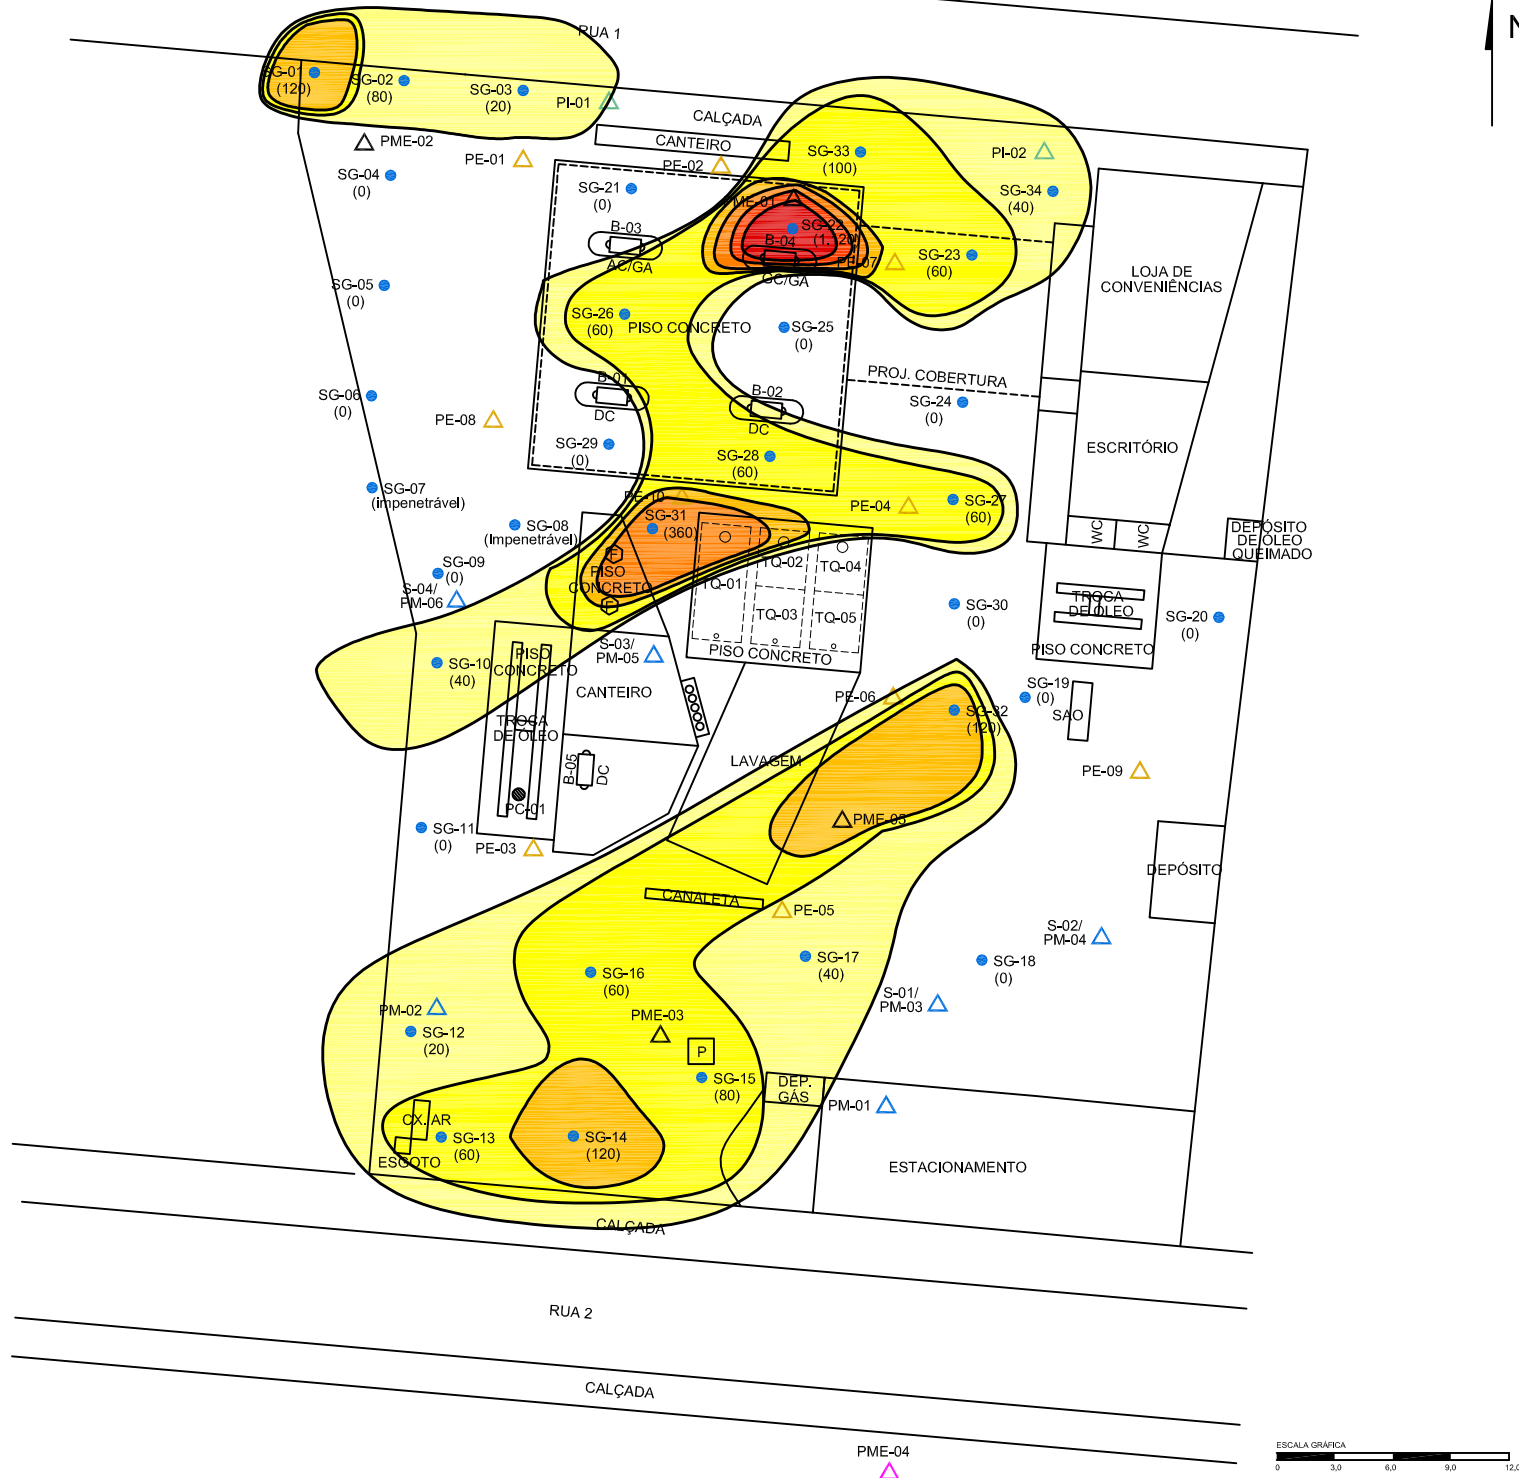 N
RUA 1
SG-01
(120)
SG-02
(80)
SG-03
(20)
PI-01
CALÇADA
CANTEIRO
PME-02
PE-01
PE-02
SG-33
(100)
PI-02
SG-04
(0)
SG-21
(0)
SG-34
(40)
B-03
AC/GA
SG-22
B-04
GC/GA
PE-07
SG-23
(60)
LOJA DE
CONVENIÊNCIAS
SG-05
(0)
SG-26
(60)
PISO CONCRETO
SG-25
(0)
PROJ. COBERTURA
B-01
DC
B-02
DC
SG-06
(0)
SG-24
(0)
PE-08
SG-29
(0)
SG-28
(60)
ESCRITÓRIO
SG-07
(impenetrável)
PE-10
SG-31
(360)
PE-04
SG-27
(60)
SG-08
(Impenetrável)
WC
WC
DEPÓSITO
DE ÓLEO
QUEIMADO
SG-09
(0)
S-04/
PM-06
PISO
CONCRETO
TQ-01
TQ-02
TQ-04
TQ-03
TQ-05
PISO CONCRETO
SG-30
(0)
TROCA
DE ÓLEO
PISO CONCRETO
SG-20
(0)
SG-10
(40)
PISO
CONCRETO
S-03/
PM-05
CANTEIRO
PE-06
SG-32
(120)
SG-19
(0)
SAO
TROCA
DE ÓLEO
B-05
DC
LAVAGEM
PE-09
PC-01
PME-05
SG-11
(0)
PE-03
DEPÓSITO
CANALETA
PE-05
S-02/
PM-04
SG-16
(60)
SG-17
(40)
SG-18
(0)
S-01/
PM-03
PM-02
SG-12
(20)
PME-03
P
SG-15
(80)
DEP.
GÁS
PM-01
CX. AR
SG-13
(60)
SG-14
(120)
ESGOTO
ESTACIONAMENTO
CALÇADA
RUA 2
CALÇADA
PME-04
ESCALA GRÁFICA
0 3,0 6,0 9,0